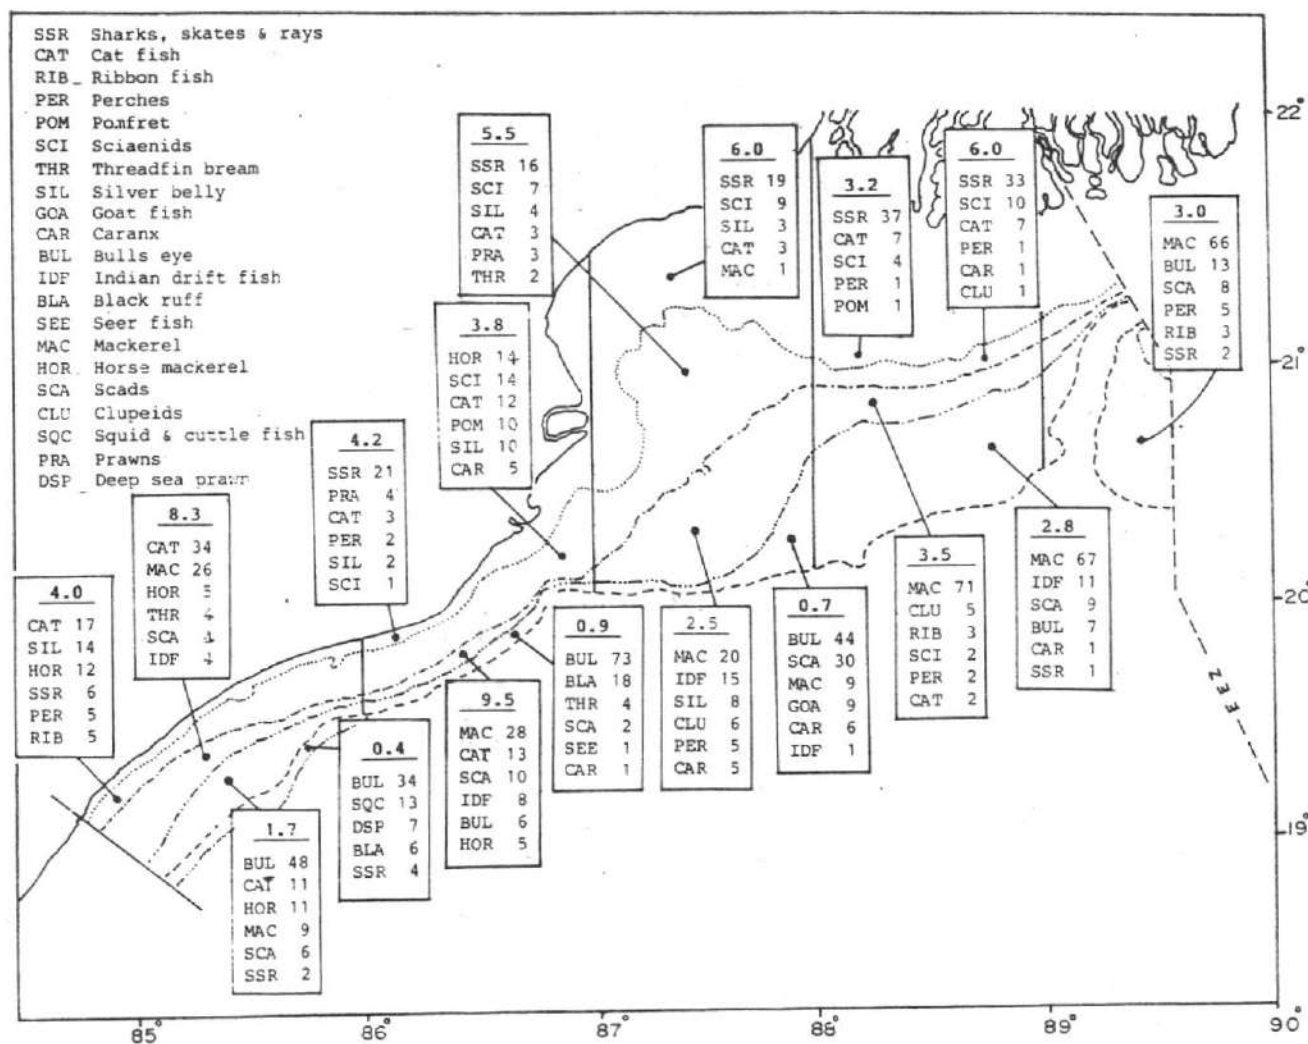 SSR Sharks, skates & rays
CAT Cat fish
RIB Ribbon fish
PER Perches
POM Pomfret
SCI Sciaenids
THR Threadfin bream
SIL Silver belly
GOA Goat fish
CAR Caranx
BUL Bulls eye
IDF Indian drift fish
BLA Black ruff
SEE Seer fish
MAC Mackerel
HOR Horse mackerel
SCA Scads
CLU Clupeids
SQC Squid & cuttle fish
PRA Prawns
DSP Deep sea prawn
5.5
SSR 16
SCI 7
SIL 4
CAT 3
PRA 3
THR 2
6.0
SSR 19
SCI 9
SIL 3
CAT 3
MAC 1
3.2
SSR 37
CAT 7
SCI 4
PER 1
POM 1
6.0
SSR 33
SCI 10
CAT 7
PER 1
CAR 1
CLU 1
3.0
MAC 66
BUL 13
SCA 8
PER 5
RIB 3
SSR 2
3.8
HOR 14
SCI 14
CAT 12
POM 10
SIL 10
CAR 5
4.2
SSR 21
PRA 4
CAT 3
PER 2
SIL 2
SCI 1
8.3
CAT 34
MAC 26
HOR 5
THR 4
SCA 4
IDF 4
4.0
CAT 17
SIL 14
HOR 12
SSR 6
PER 5
RIB 5
1.7
BUL 48
CAT 11
HOR 11
MAC 9
SCA 6
SSR 2
0.4
BUL 34
SQC 13
DSP 7
BLA 6
SSR 4
9.5
MAC 28
CAT 13
SCA 10
IDF 8
BUL 6
HOR 5
0.9
BUL 73
BLA 18
THR 4
SCA 2
SEE 1
CAR 1
2.5
MAC 20
IDF 15
SIL 8
CLU 6
PER 5
CAR 5
0.7
BUL 44
SCA 30
MAC 9
GOA 9
CAR 6
IDF 1
3.5
MAC 71
CLU 5
RIB 3
SCI 2
PER 2
CAT 2
2.8
MAC 67
IDF 11
SCA 9
BUL 7
CAR 1
SSR 1
EEZ
22°
21°
20°
19°
85°
86°
87°
88°
89°
90°